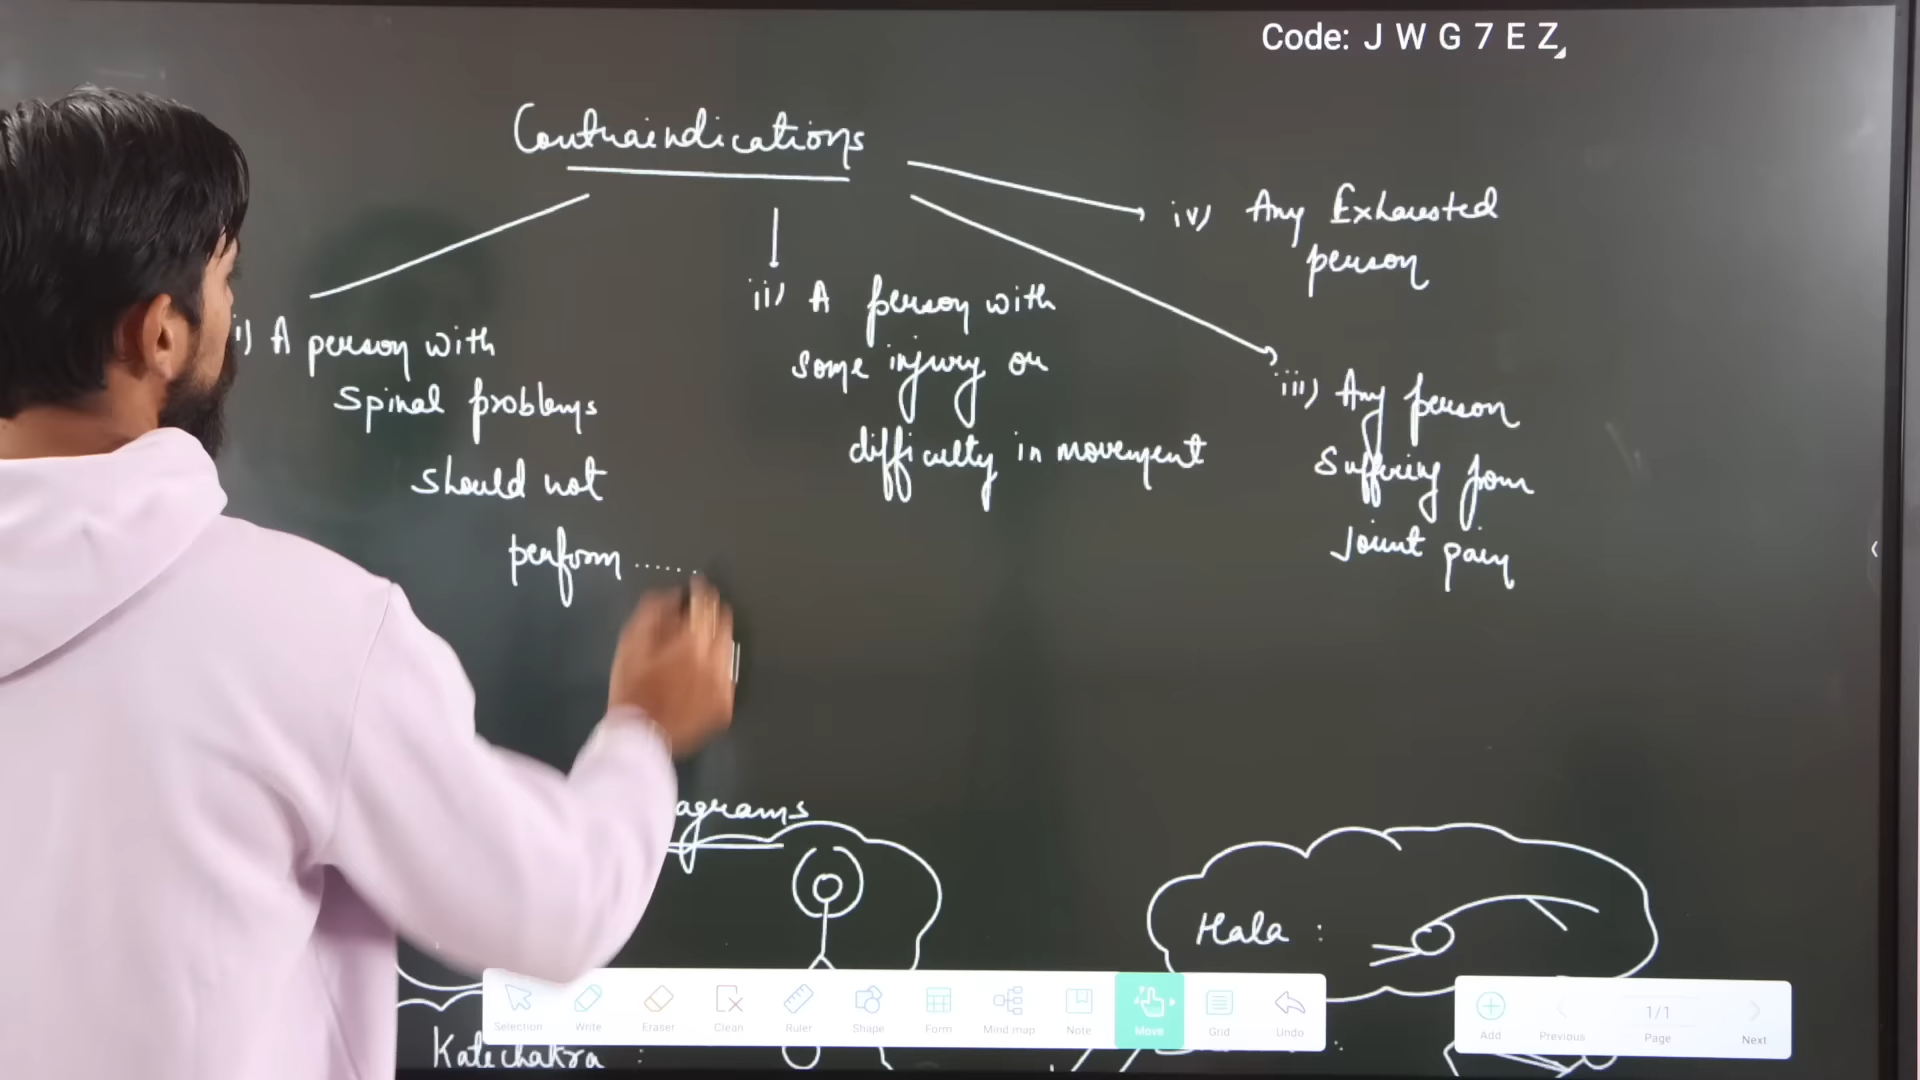 Code: J W G 7 E Z
Contraindications
i) A person with
spinal problems
should not
perform ......
ii) A person with
some injury or
difficulty in movement
iv) Any Exhausted
person
iii) Any person
Suffering from
Joint pain
agrams
Hala :
Katechakra :
Selection
Write
Eraser
Clean
Ruler
Shape
Form
Mind map
Note
Move
Grid
Undo
Add
Previous
1/1
Page
Next